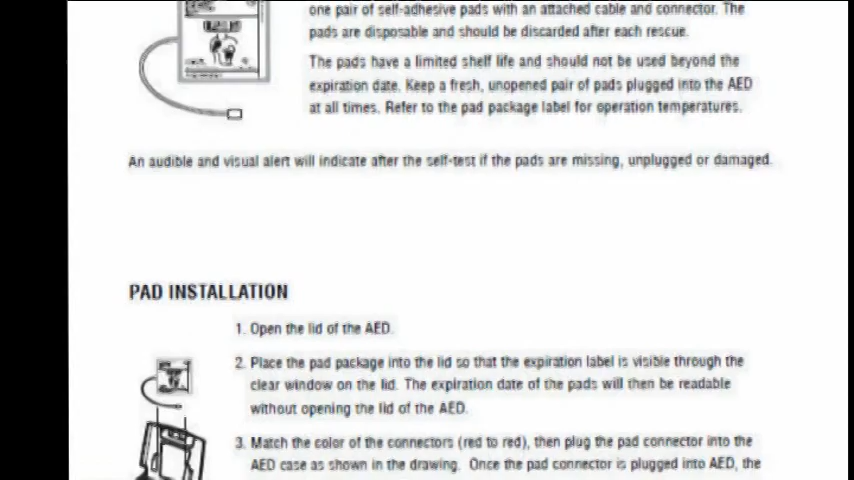 one pair of self-adhesive pads with an attached cable and connector. The
pads are disposable and should be discarded after each rescue.
The pads have a limited shelf life and should not be used beyond the
expiration date. Keep a fresh, unopened pair of pads plugged into the AED
at all times. Refer to the pad package label for operation temperatures.
An audible and visual alert will indicate after the self-test if the pads are missing, unplugged or damaged.
PAD INSTALLATION
1. Open the lid of the AED.
2. Place the pad package into the lid so that the expiration label is visible through the
clear window on the lid. The expiration date of the pads will then be readable
without opening the lid of the AED.
3. Match the color of the connectors (red to red), then plug the pad connector into the
AED case as shown in the drawing. Once the pad connector is plugged into AED, the